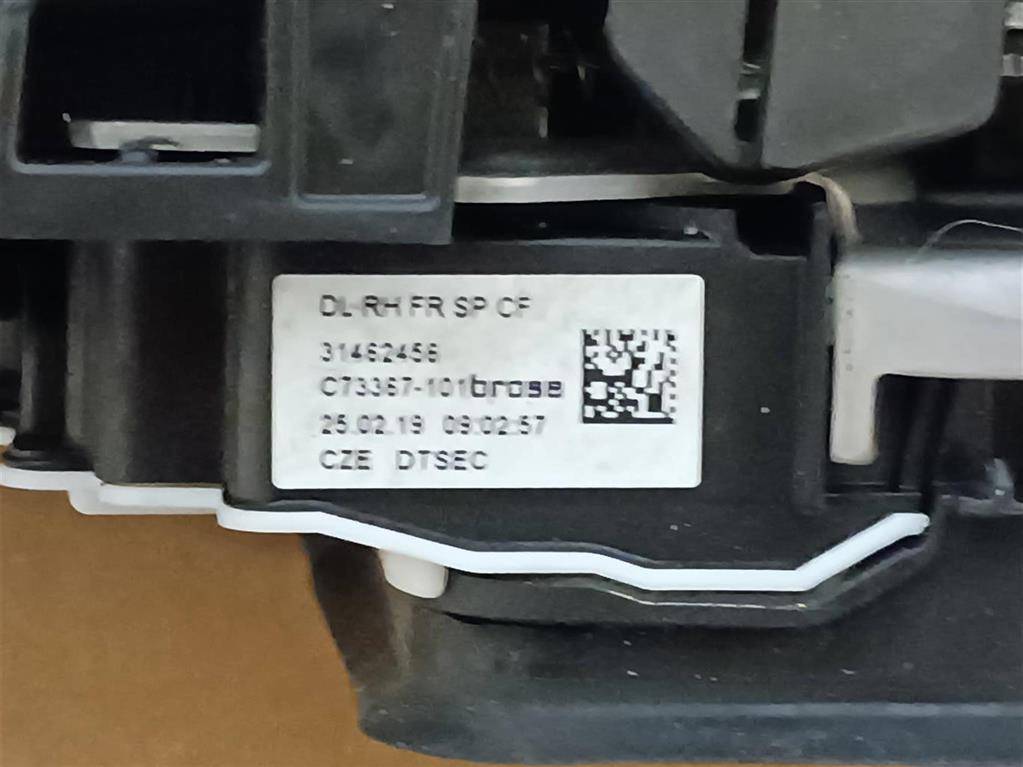 DL-RH FR SP CF
31462456
C73367-101 brose
25.02.19 09:02:57
CZE DTSEC